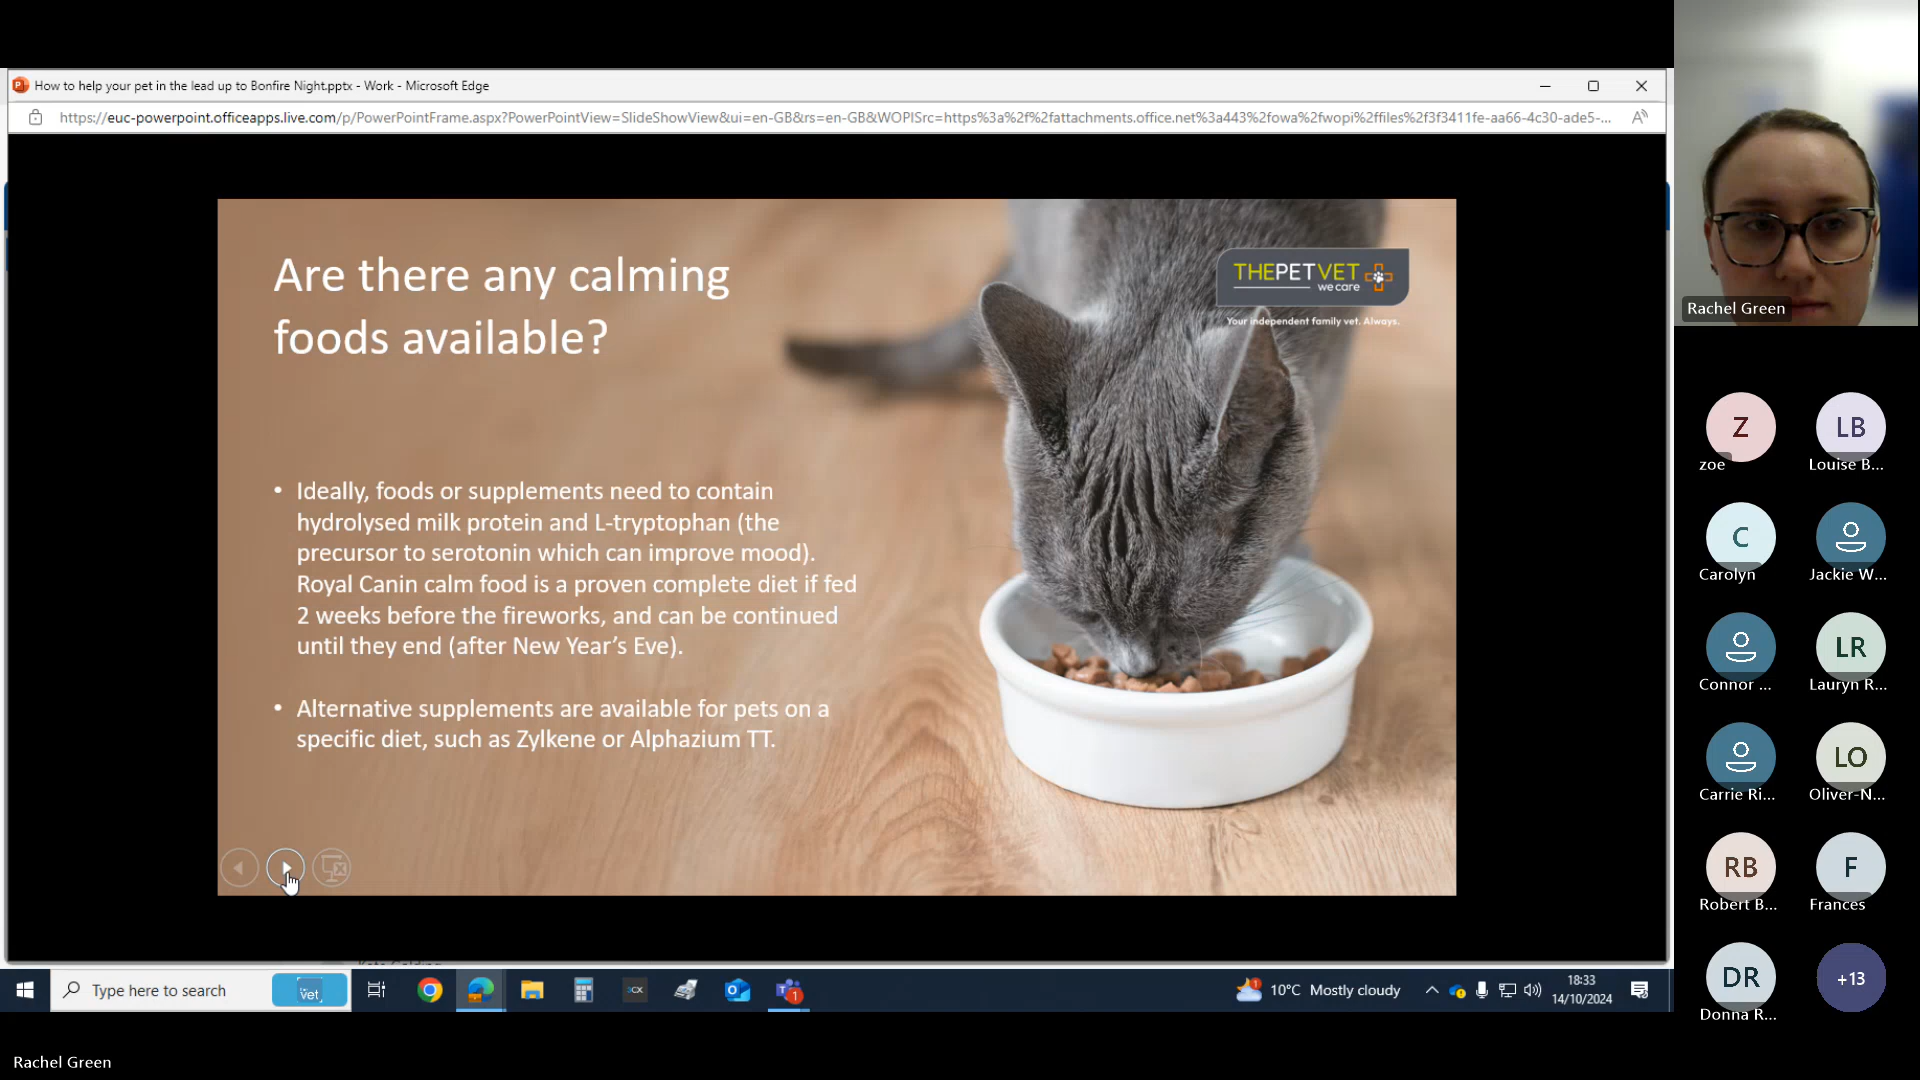 How to help your pet in the lead up to Bonfire Night.pptx - Work - Microsoft Edge
https://euc-powerpoint.officeapps.live.com/p/PowerPointFrame.aspx?PowerPointView=SlideShowView&ui=en-GB&rs=en-GB&WOPISrc=https%3a%2f%2fattachments.office.net%3a443%2fowa%2fwopi%2ffiles%2f3f3411fe-aa66-4c30-ade5-...
Are there any calming
foods available?
THEPETVET
we care
Your independent family vet. Always.
• Ideally, foods or supplements need to contain
hydrolysed milk protein and L-tryptophan (the
precursor to serotonin which can improve mood).
Royal Canin calm food is a proven complete diet if fed
2 weeks before the fireworks, and can be continued
until they end (after New Year’s Eve).
• Alternative supplements are available for pets on a
specific diet, such as Zylkene or Alphazium TT.
Rachel Green
Z
zoe
LB
Louise B...
C
Carolyn
Jackie W...
Connor ...
LR
Lauryn R...
Carrie Ri...
LO
Oliver-N...
RB
Robert B...
F
Frances
DR
Donna R...
+13
Type here to search
vet
3CX
1
1
10°C Mostly cloudy
18:33
14/10/2024
Rachel Green